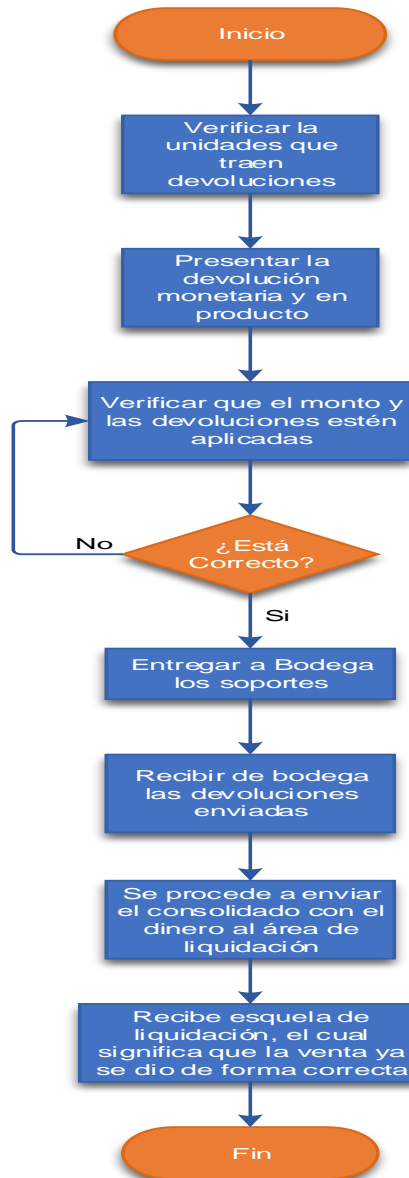 Inicio
Verificar la
unidades que
traen
devoluciones
Presentar la
devolución
monetaria y en
producto
Verificar que el monto y
las devoluciones estén
aplicadas
¿Está
Correcto?
No
Si
Entregar a Bodega
los soportes
Recibir de bodega
las devoluciones
enviadas
Se procede a enviar
el consolidado con el
dinero al área de
liquidación
Recibe esquela de
liquidación, el cual
significa que la venta ya
se dio de forma correcta
Fin